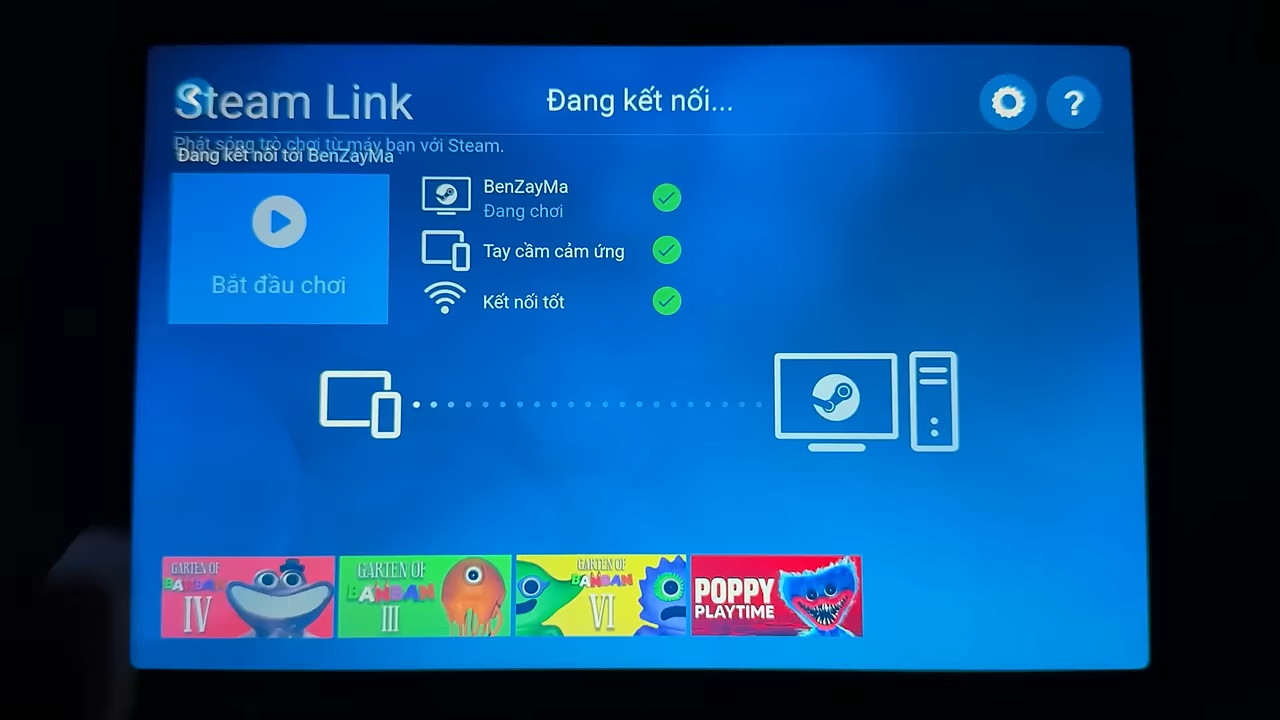 Steam Link
Đang kết nối...
?
Phát sóng trò chơi từ máy bạn với Steam.
Đang kết nối tới BenZayMa
BenZayMa
Đang chơi
Bắt đầu chơi
Tay cầm cảm ứng
Kết nối tốt
GARTEN OF
BANBAN
IV
GARTEN OF
BANBAN
III
GARTEN OF
BANBAN
VI
POPPY
PLAYTIME